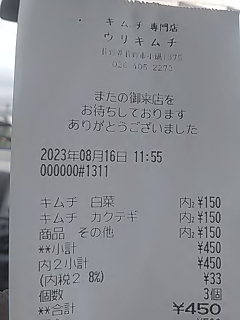 キムチ専門店
ウリキムチ
026-405-2270
またの御来店を
お待ちしております
ありがとうございました
2023年08月16日 11:55
000000#1311
キムチ 白菜 内2 ¥150
キムチ カクテギ 内2 ¥150
商品 その他 内2 ¥150
**小計 ¥450
内2小計 ¥450
(内税2 8%) ¥33
個数 3個
**合計 ¥450